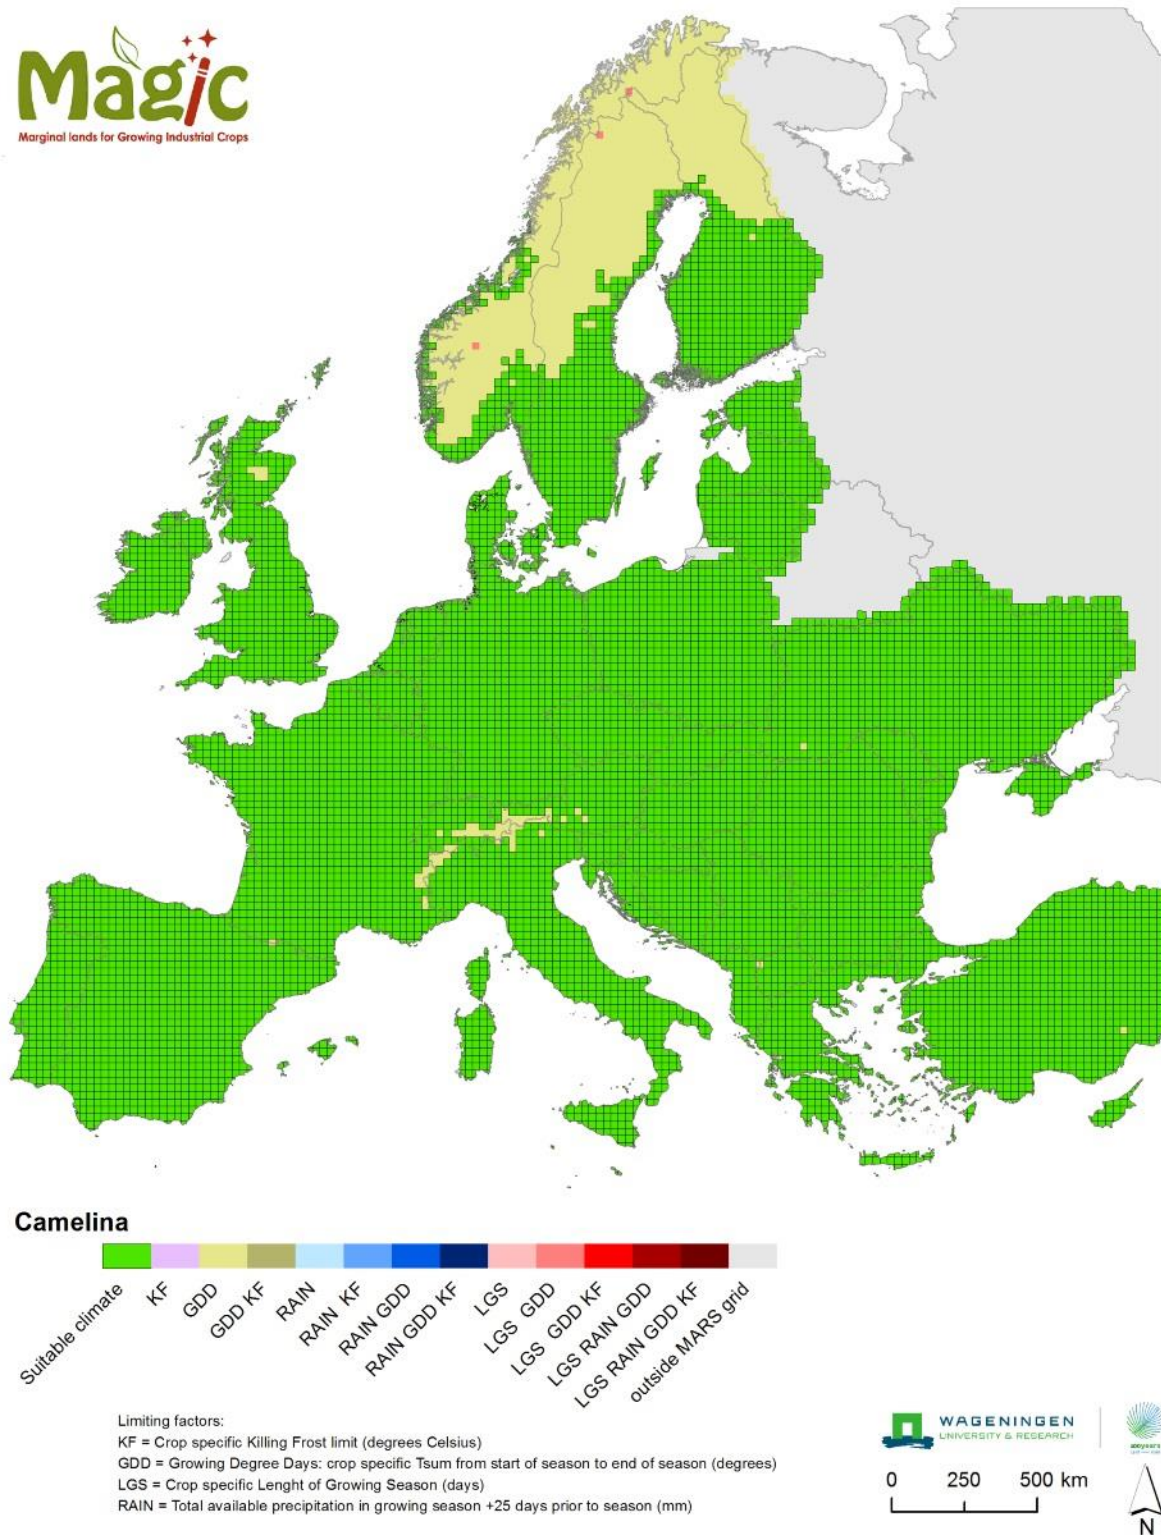 Magic
Marginal lands for Growing Industrial Crops
Camelina
Suitable climate
KF
GDD
GDD KF
RAIN
RAIN KF
RAIN GDD
RAIN GDD KF
LGS
LGS GDD
LGS GDD KF
LGS RAIN GDD
LGS RAIN GDD KF
outside MARS grid
Limiting factors:
KF = Crop specific Killing Frost limit (degrees Celsius)
GDD = Growing Degree Days: crop specific Tsum from start of season to end of season (degrees)
LGS = Crop specific Lenght of Growing Season (days)
RAIN = Total available precipitation in growing season +25 days prior to season (mm)
WAGENINGEN
UNIVERSITY & RESEARCH
0 250 500 km
N